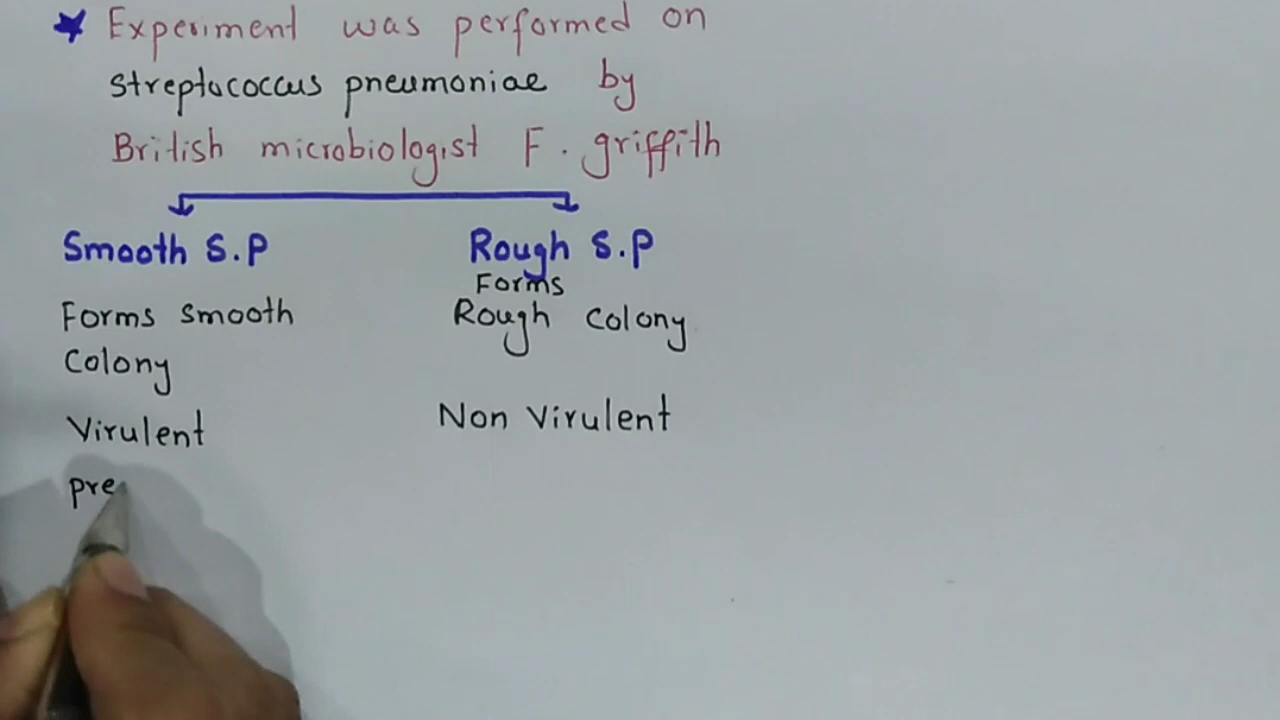 ★ Experiment was performed on
Streptococcus pneumoniae by
British microbiologist F. griffith
Smooth S.P
Forms smooth
Colony
Virulent
pre
Rough S.P
Forms
Rough Colony
Non Virulent